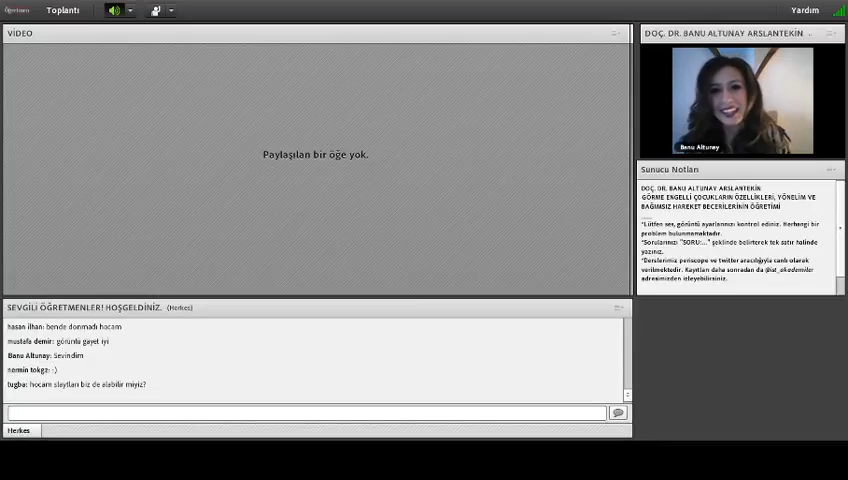 Öğretmen Toplantı Yardım
VİDEO
Paylaşılan bir öğe yok.
DOÇ. DR. BANU ALTUNAY ARSLANTEKİN ..
Banu Altunay
Sunucu Notları
DOÇ. DR. BANU ALTUNAY ARSLANTEKİN
GÖRME ENGELLİ ÇOCUKLARIN ÖZELLİKLERİ, YÖNELİM VE
BAĞIMSIZ HAREKET BECERİLERİNİN ÖĞRETİMİ
___
*Lütfen ses, görüntü ayarlarınızı kontrol ediniz. Herhangi bir
problem bulunmamaktadır.
*Sorularınızı "SORU:..." şeklinde belirterek tek satır halinde
yazınız.
*Derslerimiz periscope ve twitter aracılığıyla canlı olarak
verilmektedir. Kayıtları daha sonradan da @ist_akademiler
adresimizden izleyebilirsiniz.
SEVGİLİ ÖĞRETMENLER! HOŞGELDİNİZ. (Herkes)
hasan ilhan: bende donmadı hocam
mustafa demir: görüntü gayet iyi
Banu Altunay: Sevindim
nermin tokgz: :)
tugba: hocam slaytları biz de alabilir miyiz?
Herkes